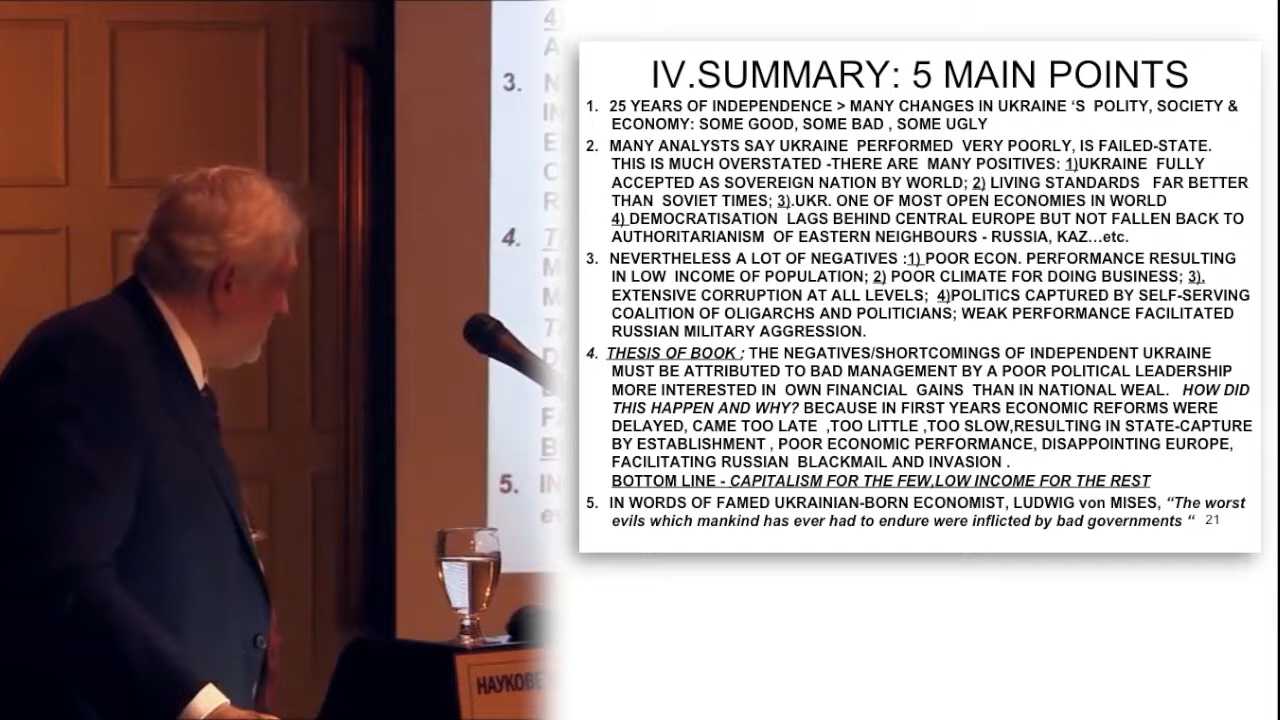 3.
4.
5.
НАУКОВЕ
IV.SUMMARY: 5 MAIN POINTS
1. 25 YEARS OF INDEPENDENCE > MANY CHANGES IN UKRAINE ‘S POLITY, SOCIETY &
ECONOMY: SOME GOOD, SOME BAD , SOME UGLY
2. MANY ANALYSTS SAY UKRAINE PERFORMED VERY POORLY, IS FAILED-STATE.
THIS IS MUCH OVERSTATED -THERE ARE MANY POSITIVES: 1)UKRAINE FULLY
ACCEPTED AS SOVEREIGN NATION BY WORLD; 2) LIVING STANDARDS FAR BETTER
THAN SOVIET TIMES; 3).UKR. ONE OF MOST OPEN ECONOMIES IN WORLD
4) DEMOCRATISATION LAGS BEHIND CENTRAL EUROPE BUT NOT FALLEN BACK TO
AUTHORITARIANISM OF EASTERN NEIGHBOURS - RUSSIA, KAZ...etc.
3. NEVERTHELESS A LOT OF NEGATIVES :1) POOR ECON. PERFORMANCE RESULTING
IN LOW INCOME OF POPULATION; 2) POOR CLIMATE FOR DOING BUSINESS; 3).
EXTENSIVE CORRUPTION AT ALL LEVELS; 4)POLITICS CAPTURED BY SELF-SERVING
COALITION OF OLIGARCHS AND POLITICIANS; WEAK PERFORMANCE FACILITATED
RUSSIAN MILITARY AGGRESSION.
4. THESIS OF BOOK : THE NEGATIVES/SHORTCOMINGS OF INDEPENDENT UKRAINE
MUST BE ATTRIBUTED TO BAD MANAGEMENT BY A POOR POLITICAL LEADERSHIP
MORE INTERESTED IN OWN FINANCIAL GAINS THAN IN NATIONAL WEAL. HOW DID
THIS HAPPEN AND WHY? BECAUSE IN FIRST YEARS ECONOMIC REFORMS WERE
DELAYED, CAME TOO LATE ,TOO LITTLE ,TOO SLOW,RESULTING IN STATE-CAPTURE
BY ESTABLISHMENT , POOR ECONOMIC PERFORMANCE, DISAPPOINTING EUROPE,
FACILITATING RUSSIAN BLACKMAIL AND INVASION .
BOTTOM LINE - CAPITALISM FOR THE FEW,LOW INCOME FOR THE REST
5. IN WORDS OF FAMED UKRAINIAN-BORN ECONOMIST, LUDWIG von MISES, “The worst
evils which mankind has ever had to endure were inflicted by bad governments “ 21